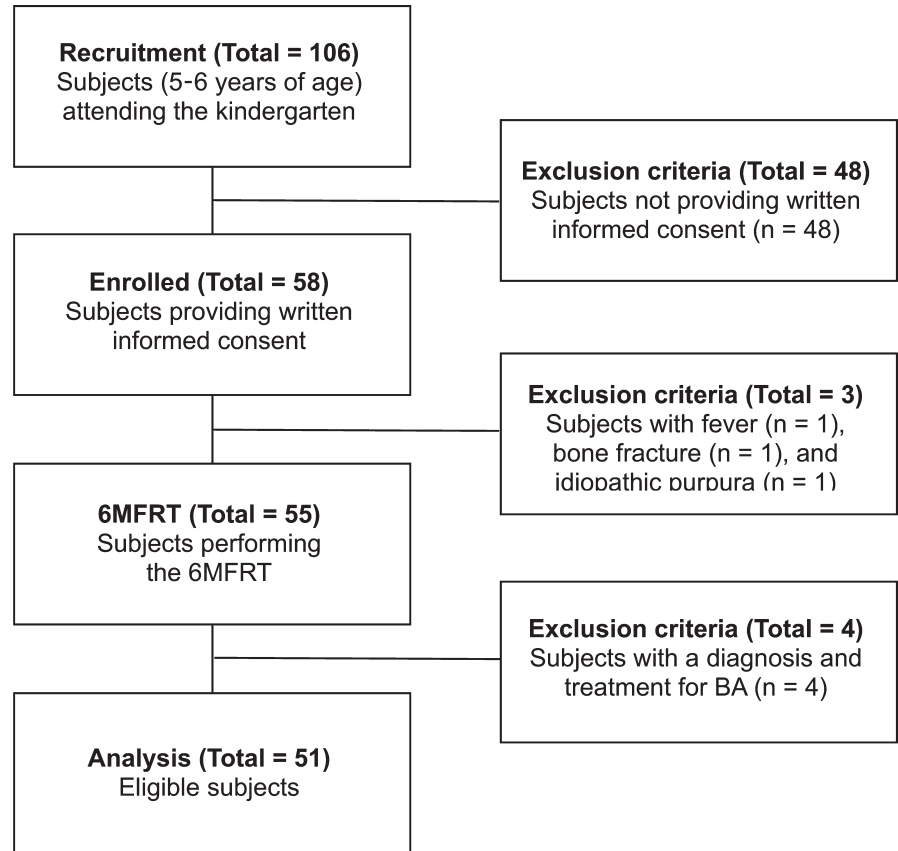 Recruitment (Total = 106)
Subjects (5-6 years of age)
attending the kindergarten
Exclusion criteria (Total = 48)
Subjects not providing written
informed consent (n = 48)
Enrolled (Total = 58)
Subjects providing written
informed consent
Exclusion criteria (Total = 3)
Subjects with fever (n = 1),
bone fracture (n = 1), and
idiopathic purpura (n = 1)
6MFRT (Total = 55)
Subjects performing
the 6MFRT
Exclusion criteria (Total = 4)
Subjects with a diagnosis and
treatment for BA (n = 4)
Analysis (Total = 51)
Eligible subjects